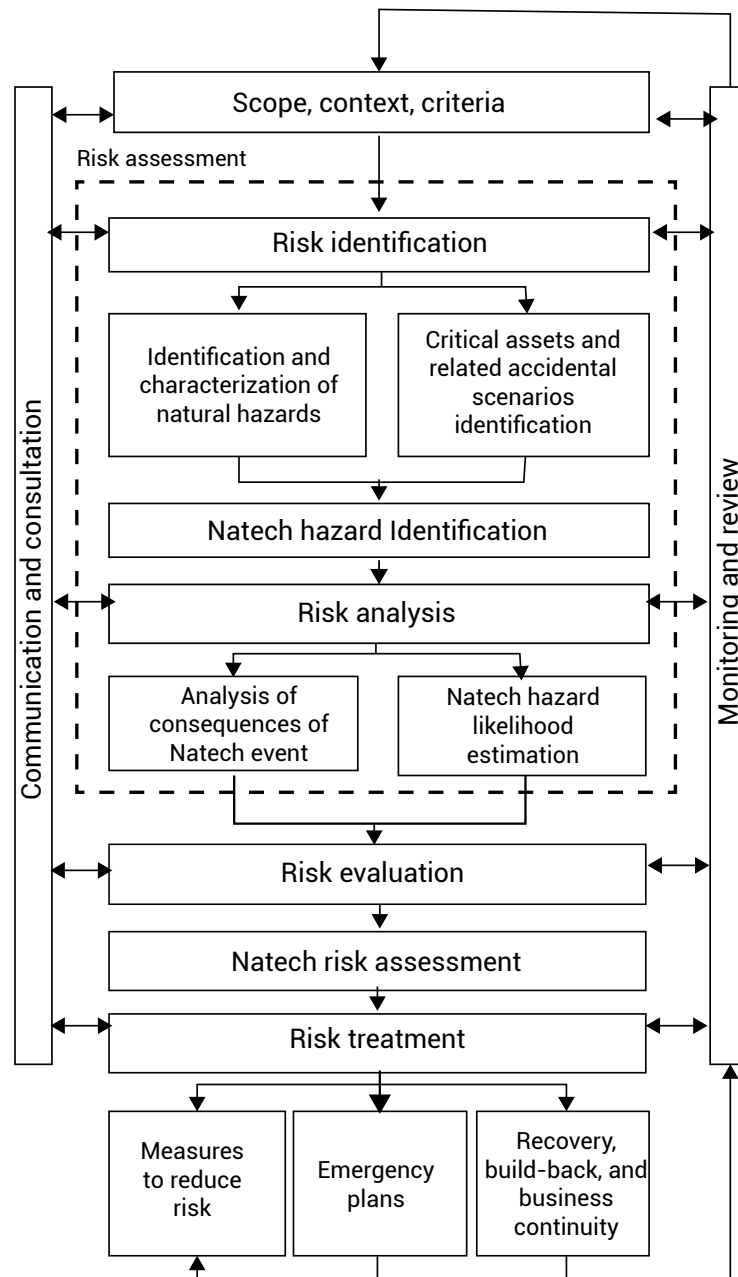 Scope, context, criteria
Risk assessment
Risk identification
Identification and
characterization of
natural hazards
Critical assets and
related accidental
scenarios
identification
Natech hazard Identification
Risk analysis
Analysis of
consequences of
Natech event
Natech hazard
likelihood
estimation
Risk evaluation
Natech risk assessment
Risk treatment
Measures
to reduce
risk
Emergency
plans
Recovery,
build-back, and
business
continuity
Communication and consultation
Monitoring and review